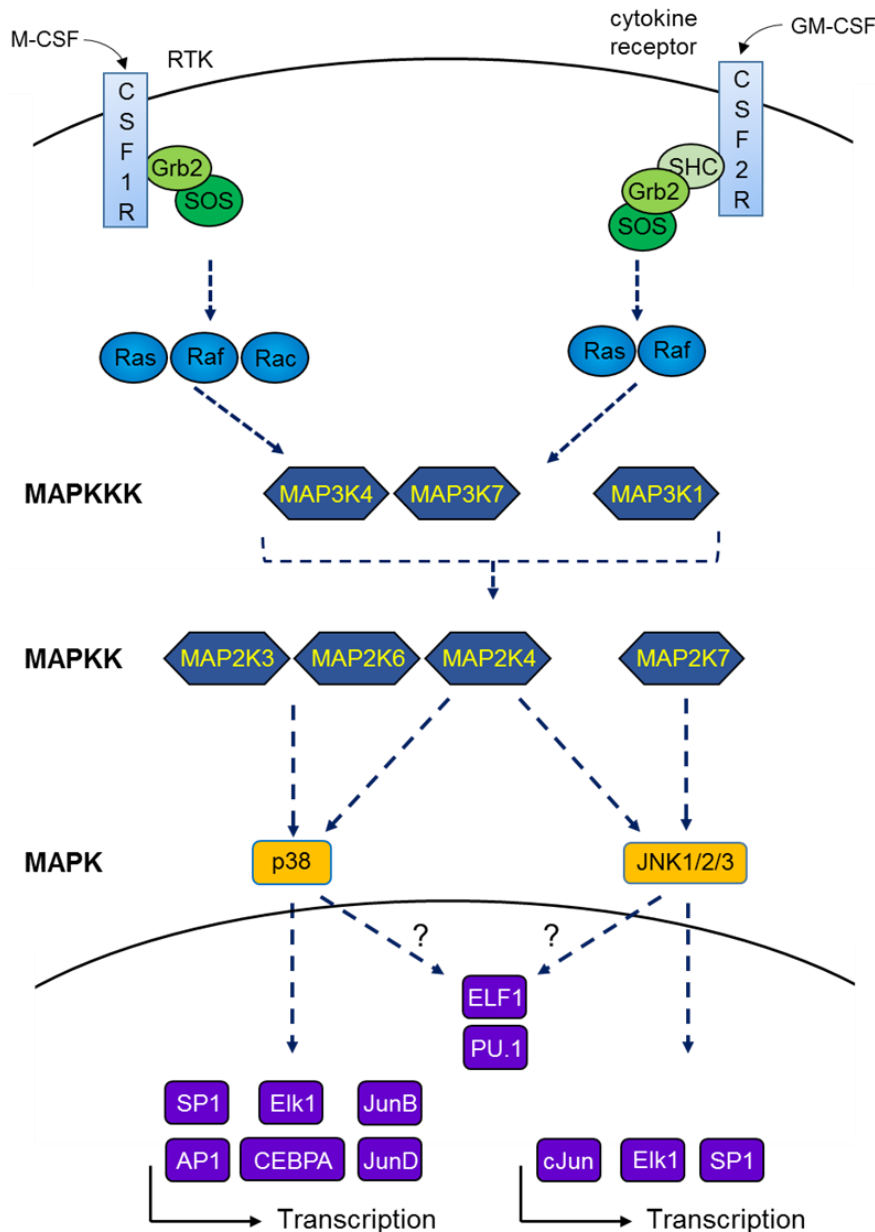 M-CSF
RTK
cytokine
receptor
GM-CSF
C
S
F
1
R
C
S
F
2
R
Grb2
SOS
SHC
Grb2
SOS
Ras Raf Rac
Ras Raf
MAPKKK
MAP3K4 MAP3K7 MAP3K1
MAPKK
MAP2K3 MAP2K6 MAP2K4 MAP2K7
MAPK
p38
JNK1/2/3
? ?
ELF1
PU.1
SP1 Elk1 JunB
AP1 CEBPA JunD
cJun Elk1 SP1
Transcription
Transcription